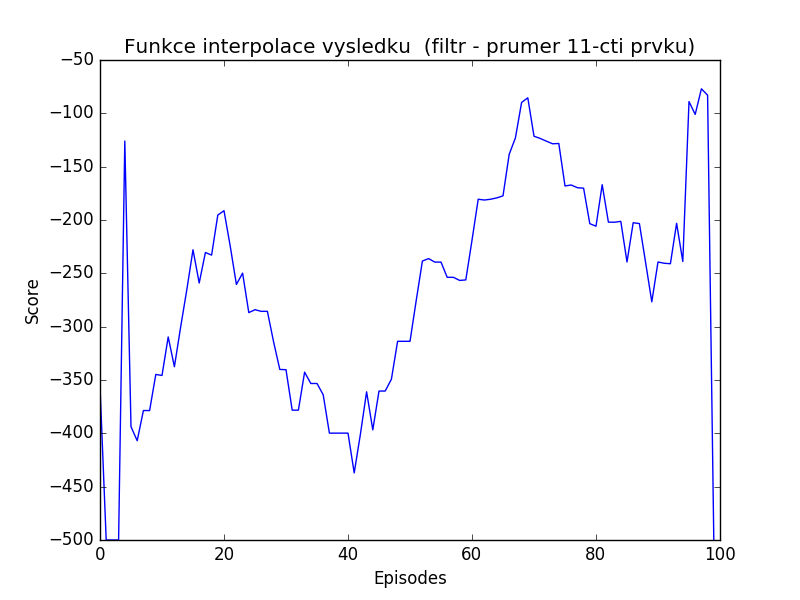 Funkce interpolace vysledku  (filtr - prumer 11-cti prvku)
−50
−100
−150
−200
−250
−300
−350
−400
−450
−500
Score
0 20 40 60 80 100
Episodes